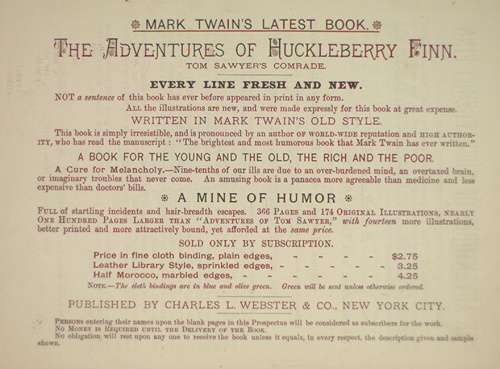 MARK TWAIN'S LATEST BOOK.
THE ADVENTURES OF HUCKLEBERRY FINN.
TOM SAWYER'S COMRADE.
EVERY LINE FRESH AND NEW.
NOT a sentence of this book has ever before appeared in print in any form.
ALL the illustrations are new, and were made expressly for this book at great expense.
WRITTEN IN MARK TWAIN'S OLD STYLE.
This book is simply irresistible, and is pronounced by an author OF WORLD-WIDE reputation and HIGH AUTHOR-
ITY, who has read the manuscript: "The brightest and most humorous book that Mark Twain has ever written."
A BOOK FOR THE YOUNG AND THE OLD, THE RICH AND THE POOR.
A Cure for Melancholy.—Nine-tenths of our ills are due to an over-burdened mind, an overtaxed brain,
or imaginary troubles that never come. An amusing book is a panacea more agreeable than medicine and less
expensive than doctors' bills.
A MINE OF HUMOR
FULL of startling incidents and hair-breadth escapes. 366 PAGES and 174 ORIGINAL ILLUSTRATIONS, NEARLY
ONE HUNDRED PAGES LARGER THAN "ADVENTURES OF TOM SAWYER," with fourteen more illustrations,
better printed and more attractively bound, yet afforded at the same price.
SOLD ONLY BY SUBSCRIPTION.
Price in fine cloth binding, plain edges, - - - - - $2.75
Leather Library Style, sprinkled edges, - - - - - 3.25
Half Morocco, marbled edges, - - - - - 4.25
NOTE.—The cloth bindings are in blue and olive green. Green will be sent unless otherwise ordered.
PUBLISHED BY CHARLES L. WEBSTER & CO., NEW YORK CITY.
PERSONS entering their names upon the blank pages in this Prospectus will be considered as subscribers for the work.
NO MONEY IS REQUIRED UNTIL THE DELIVERY OF THE BOOK.
No obligation will rest upon any one to receive the book unless it equals, in every respect, the description given and sample
shown.